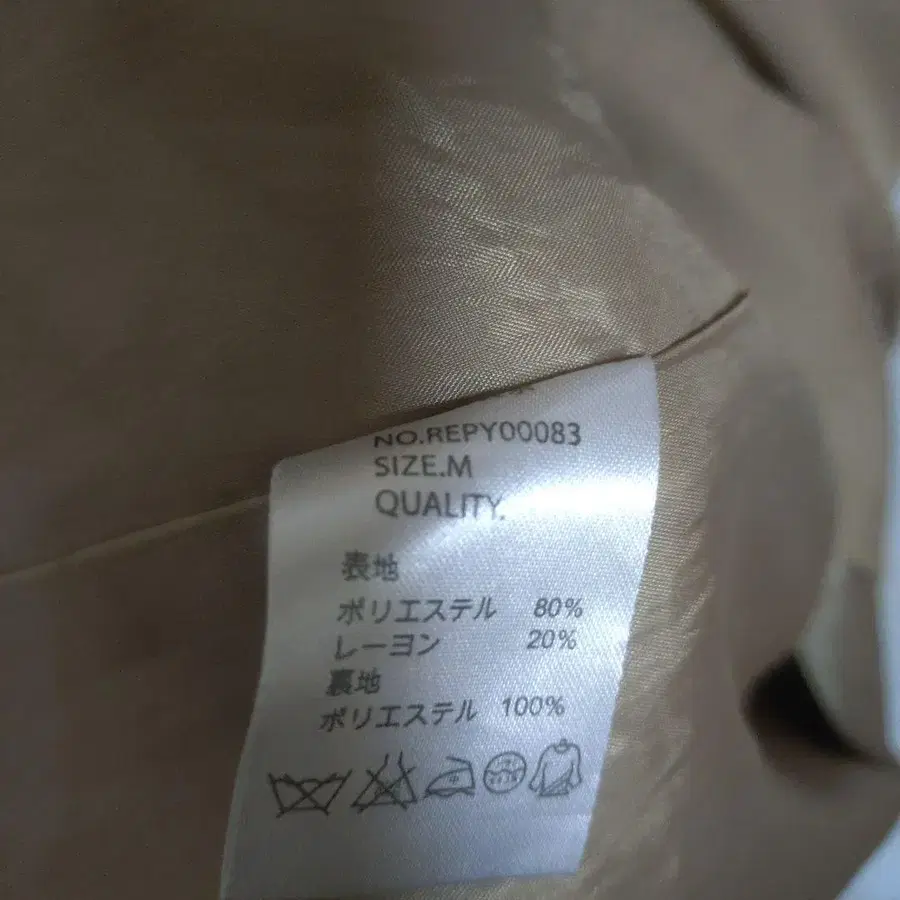 NO.REPY00083
SIZE.M
QUALITY.
表地
ポリエステル 80%
レーヨン 20%
裏地
ポリエステル 100%